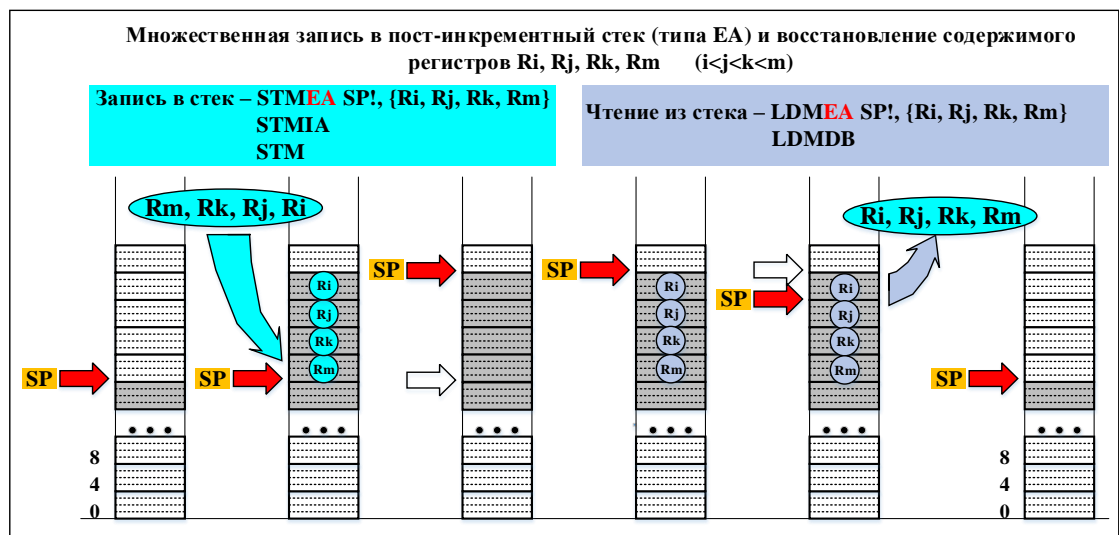 Множественная запись в пост-инкрементный стек (типа EA) и восстановление содержимого
регистров Ri, Rj, Rk, Rm (i<j<k<m)
Запись в стек – STMEA SP!, {Ri, Rj, Rk, Rm}
STMIA
STM
Чтение из стека – LDMEA SP!, {Ri, Rj, Rk, Rm}
LDMDB
Rm, Rk, Rj, Ri
Ri, Rj, Rk, Rm
SP
SP
SP
SP
SP
SP
Ri
Rj
Rk
Rm
Ri
Rj
Rk
Rm
Ri
Rj
Rk
Rm
8
4
0
8
4
0